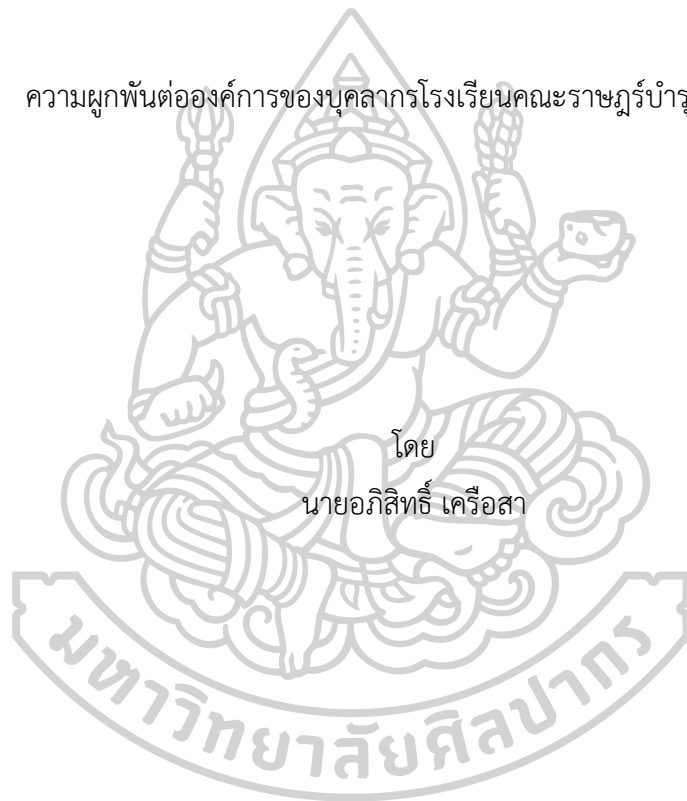 ความผูกพันต่อองค์การของบุคลากรโรงเรียนคณะราษฎร์บำรุ
โดย
นายอภิสิทธิ์ เครือสา
มหาวิทยาลัยศิลปากร